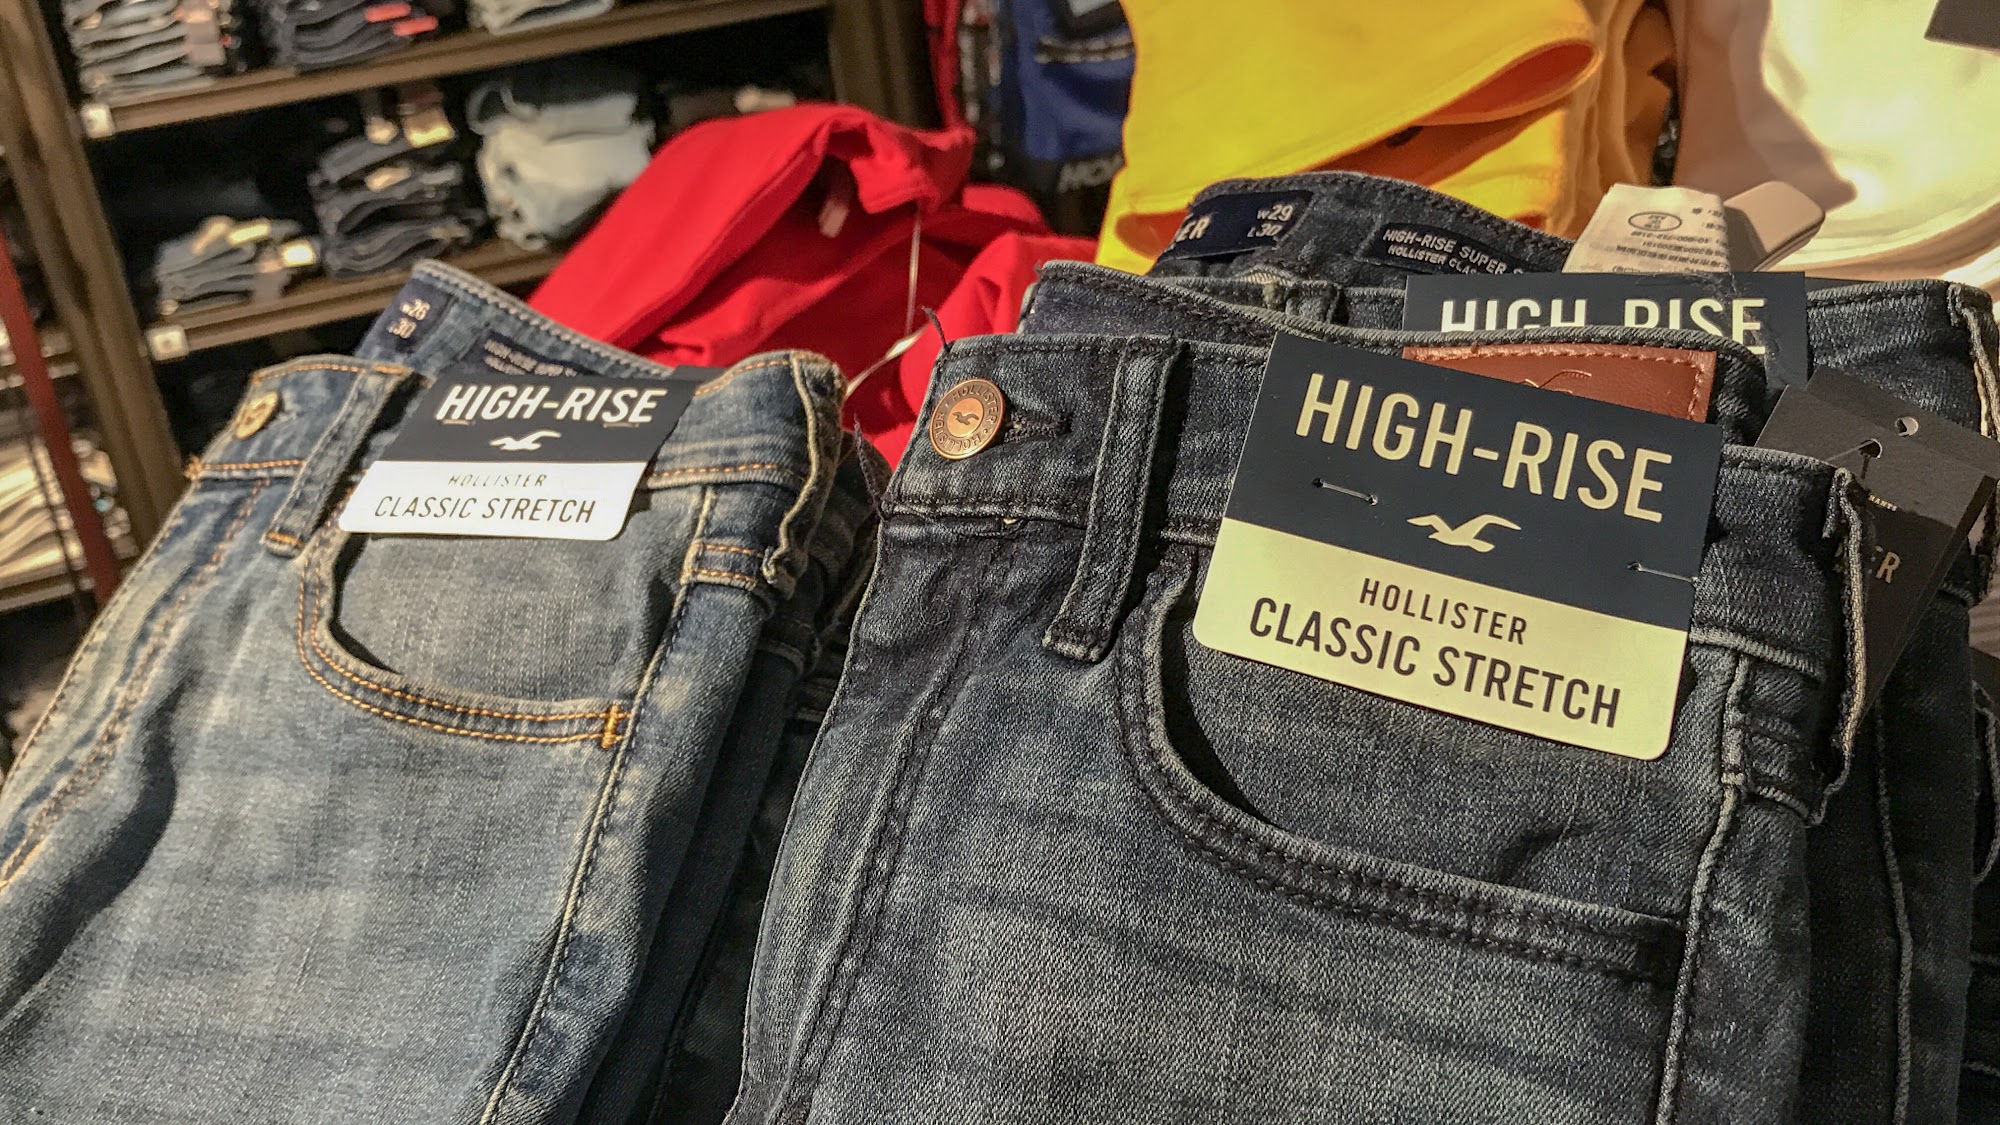 W29
L30
HIGH-RISE SUPER
HOLLISTER
W26
L30
HIGH-RISE
HIGH-RISE
HOLLISTER
CLASSIC STRETCH
HOLLISTER
HIGH-RISE
HOLLISTER
CLASSIC STRETCH